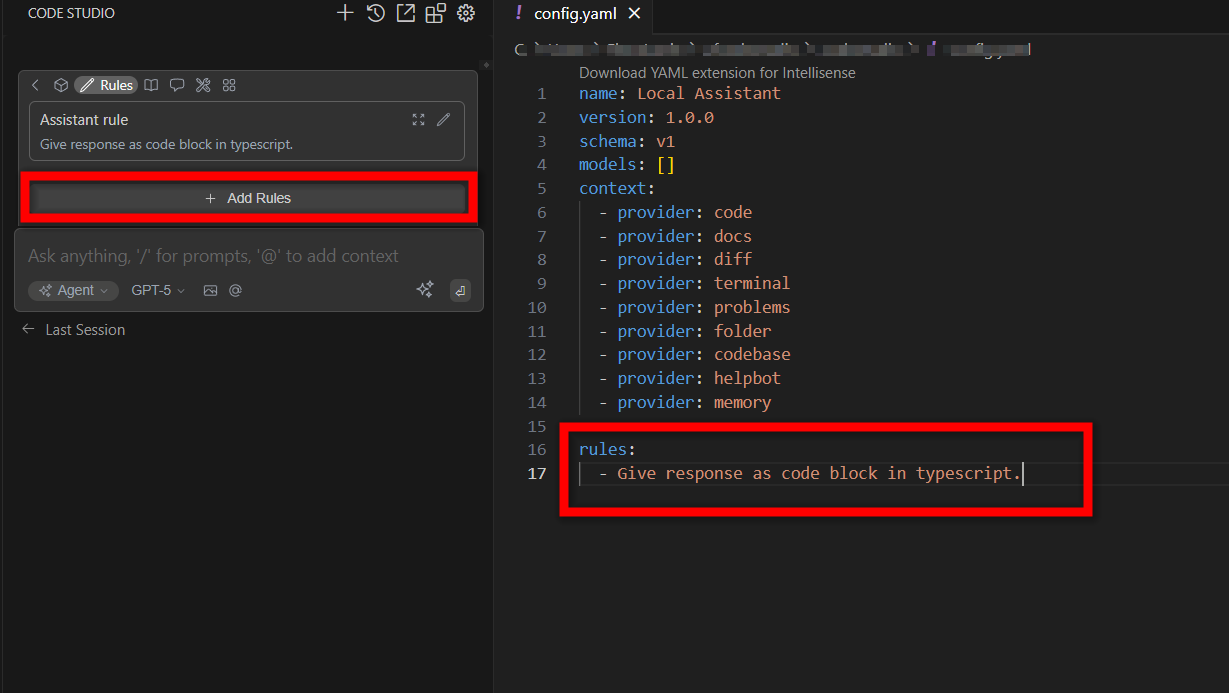 CODE STUDIO
Rules
Assistant rule
Give response as code block in typescript.
+ Add Rules
Ask anything, '/' for prompts, '@' to add context
Agent
GPT-5
Last Session
! config.yaml
Download YAML extension for Intellisense
1 name: Local Assistant
2 version: 1.0.0
3 schema: v1
4 models: []
5 context:
6 - provider: code
7 - provider: docs
8 - provider: diff
9 - provider: terminal
10 - provider: problems
11 - provider: folder
12 - provider: codebase
13 - provider: helpbot
14 - provider: memory
15
16 rules:
17 - Give response as code block in typescript.